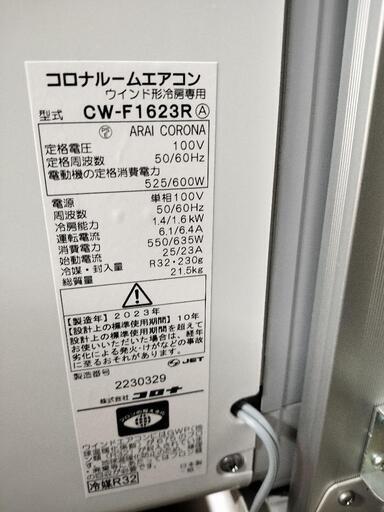 コロナルームエアコン
ウインド形冷房専用
型式 CW-F1623R Ⓐ
ARAI CORONA
定格電圧 100V
定格周波数 50/60Hz
電動機の定格消費電力
525/600W
電源 単相100V
周波数 50/60Hz
冷房能力 1.4/1.6kW
運転電流 6.1/6.4A
消費電力 550/635W
始動電流 25/23A
冷媒・封入量 R32・230g
総質量 21.5kg
【製造年】2023年
【設計上の標準使用期間】10年
設計上の標準使用期間を超えて
お使いいただいた場合は、経年
劣化による発火・けがなどの事故
に至るおそれがあります。
JET
製造番号
2230329
株式会社 コロナ
冷媒R32
日本製